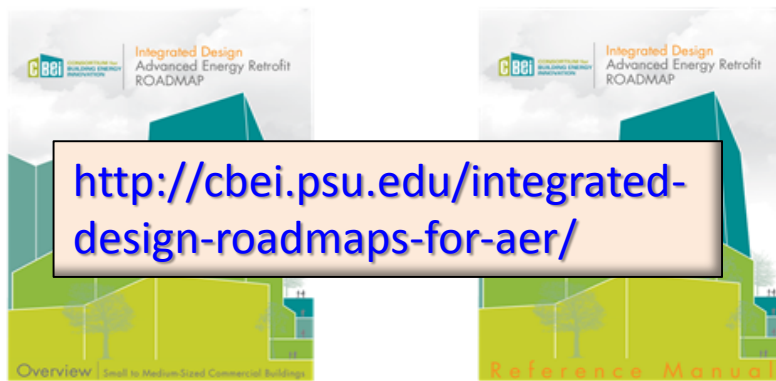 CBEi CONSORTIUM for
BUILDING ENERGY
INNOVATION
Integrated Design
Advanced Energy Retrofit
ROADMAP
CBEi CONSORTIUM for
BUILDING ENERGY
INNOVATION
Integrated Design
Advanced Energy Retrofit
ROADMAP
http://cbei.psu.edu/integrated-
design-roadmaps-for-aer/
Overview | Small to Medium-Sized Commercial Buildings
Reference Manual